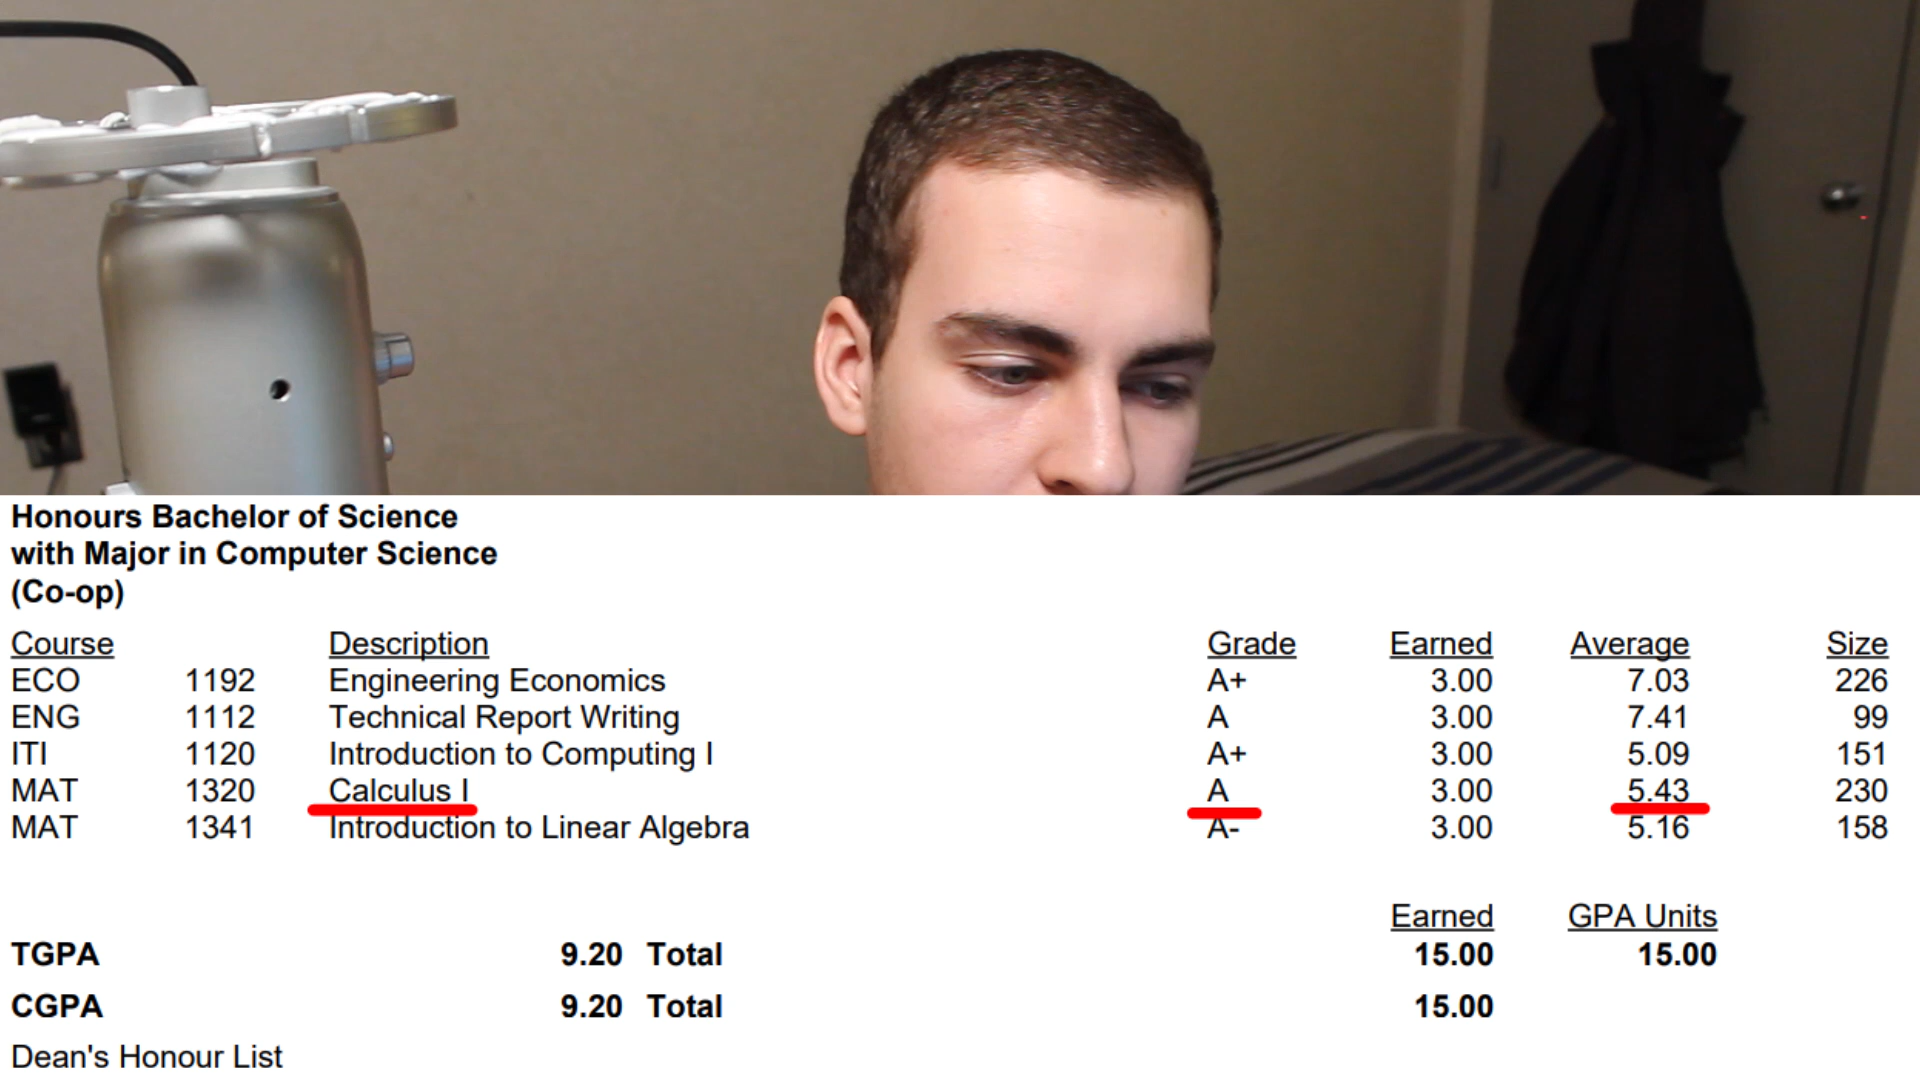 Honours Bachelor of Science
with Major in Computer Science
(Co-op)
Course Description Grade Earned Average Size
ECO 1192 Engineering Economics A+ 3.00 7.03 226
ENG 1112 Technical Report Writing A 3.00 7.41 99
ITI 1120 Introduction to Computing I A+ 3.00 5.09 151
MAT 1320 Calculus I A 3.00 5.43 230
MAT 1341 Introduction to Linear Algebra A- 3.00 5.16 158
Earned GPA Units
TGPA 9.20 Total 15.00 15.00
CGPA 9.20 Total 15.00
Dean's Honour List